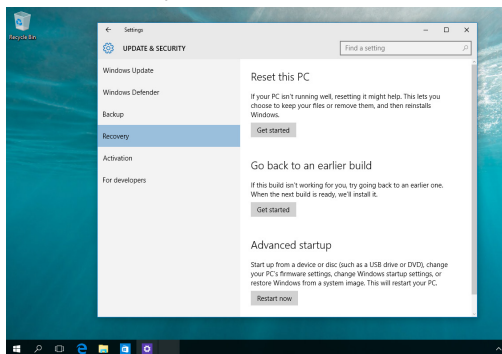 Recycle Bin
Settings
UPDATE & SECURITY
Find a setting
Windows Update
Windows Defender
Backup
Recovery
Activation
For developers
Reset this PC
If your PC isn't running well, resetting it might help. This lets you
choose to keep your files or remove them, and then reinstalls
Windows.
Get started
Go back to an earlier build
If this build isn't working for you, try going back to an earlier one.
When the next build is ready, we'll install it.
Get started
Advanced startup
Start up from a device or disc (such as a USB drive or DVD), change
your PC's firmware settings, change Windows startup settings, or
restore Windows from a system image. This will restart your PC.
Restart now